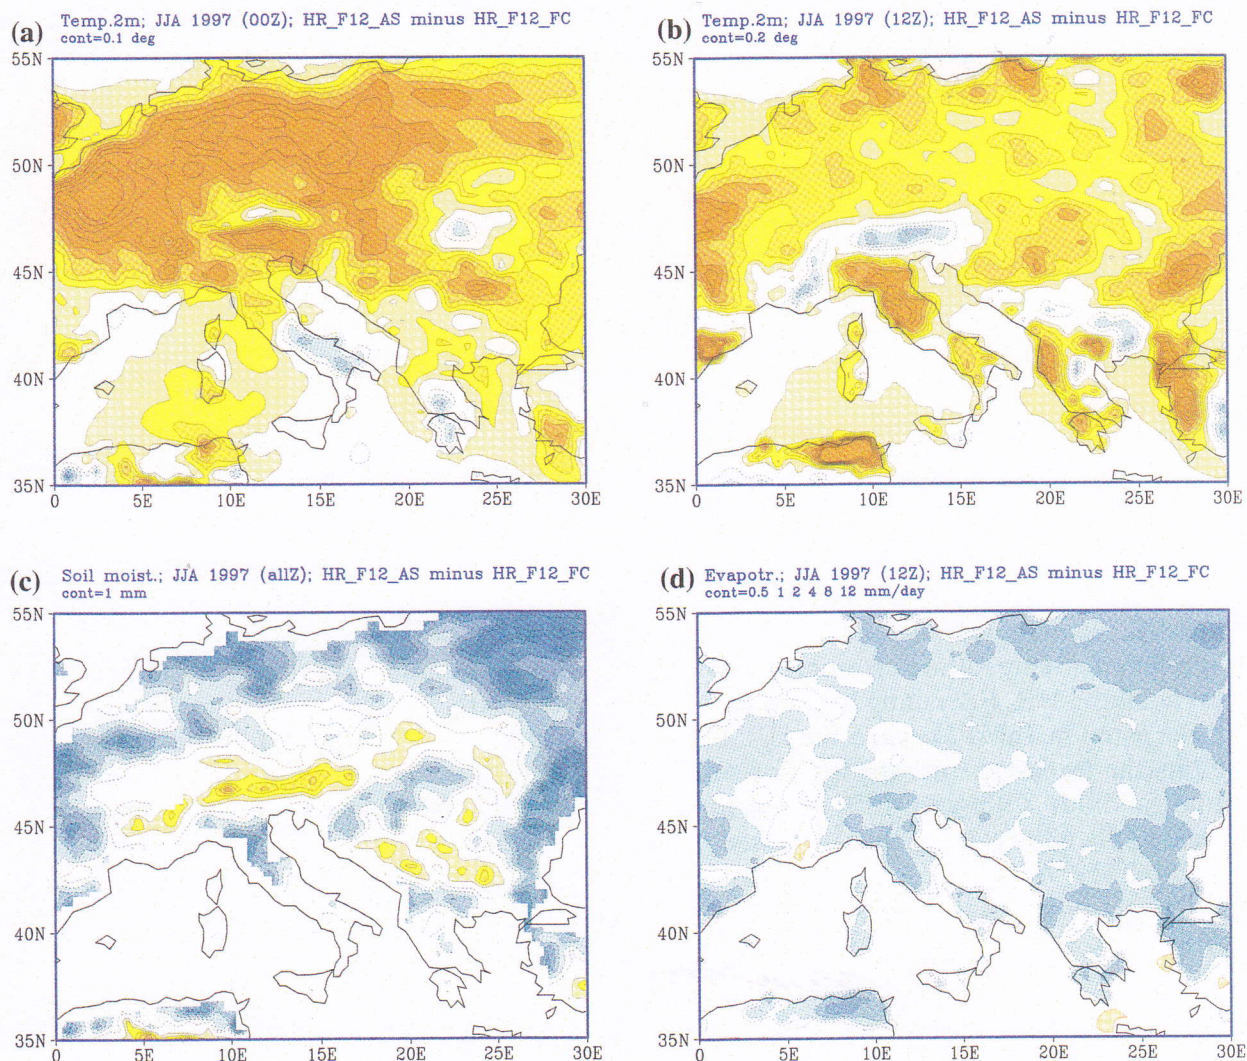 (a) Temp.2m; JJA 1997 (00Z); HR_F12_AS minus HR_F12_FC
cont=0.1 deg
55N
50N
45N
40N
35N
0 5E 10E 15E 20E 25E 30E
(b) Temp.2m; JJA 1997 (12Z); HR_F12_AS minus HR_F12_FC
cont=0.2 deg
55N
50N
45N
40N
35N
0 5E 10E 15E 20E 25E 30E
(c) Soil moist.; JJA 1997 (allZ); HR_F12_AS minus HR_F12_FC
cont=1 mm
55N
50N
45N
40N
35N
0 5E 10E 15E 20E 25E 30E
(d) Evapotr.; JJA 1997 (12Z); HR_F12_AS minus HR_F12_FC
cont=0.5 1 2 4 8 12 mm/day
55N
50N
45N
40N
35N
0 5E 10E 15E 20E 25E 30E